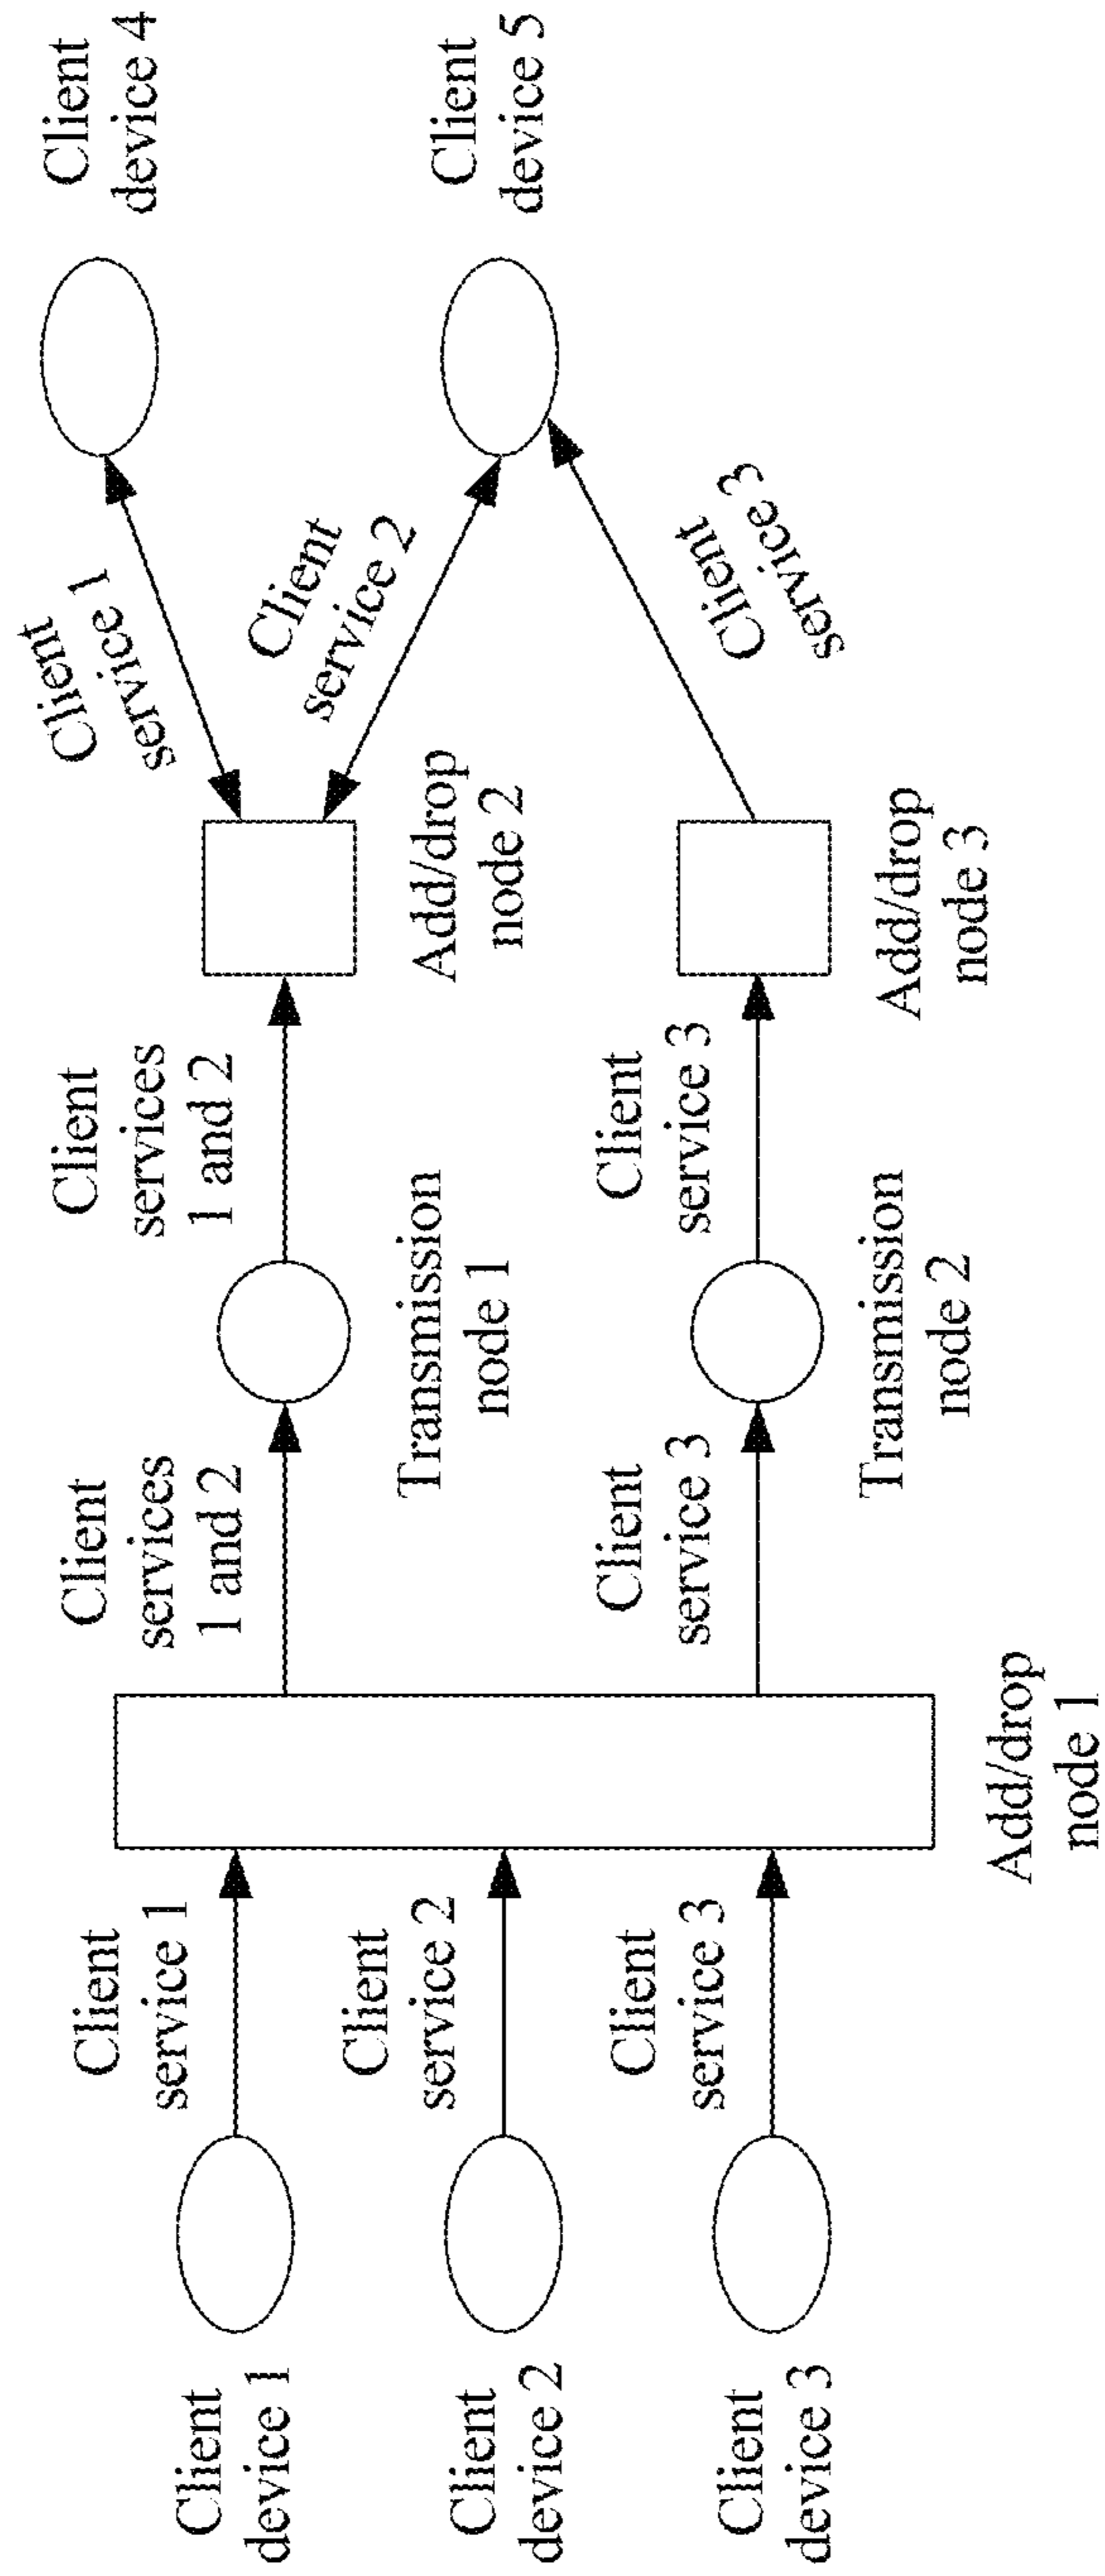 Client
device 1
Client
device 2
Client
device 3
Client
service 1
Client
service 2
Client
service 3
Add/drop
node 1
Client
services
1 and 2
Client
service 3
Transmission
node 1
Transmission
node 2
Client
services
1 and 2
Client
service 3
Add/drop
node 2
Add/drop
node 3
Client
service 1
Client
service 2
Client
service 3
Client
device 4
Client
device 5